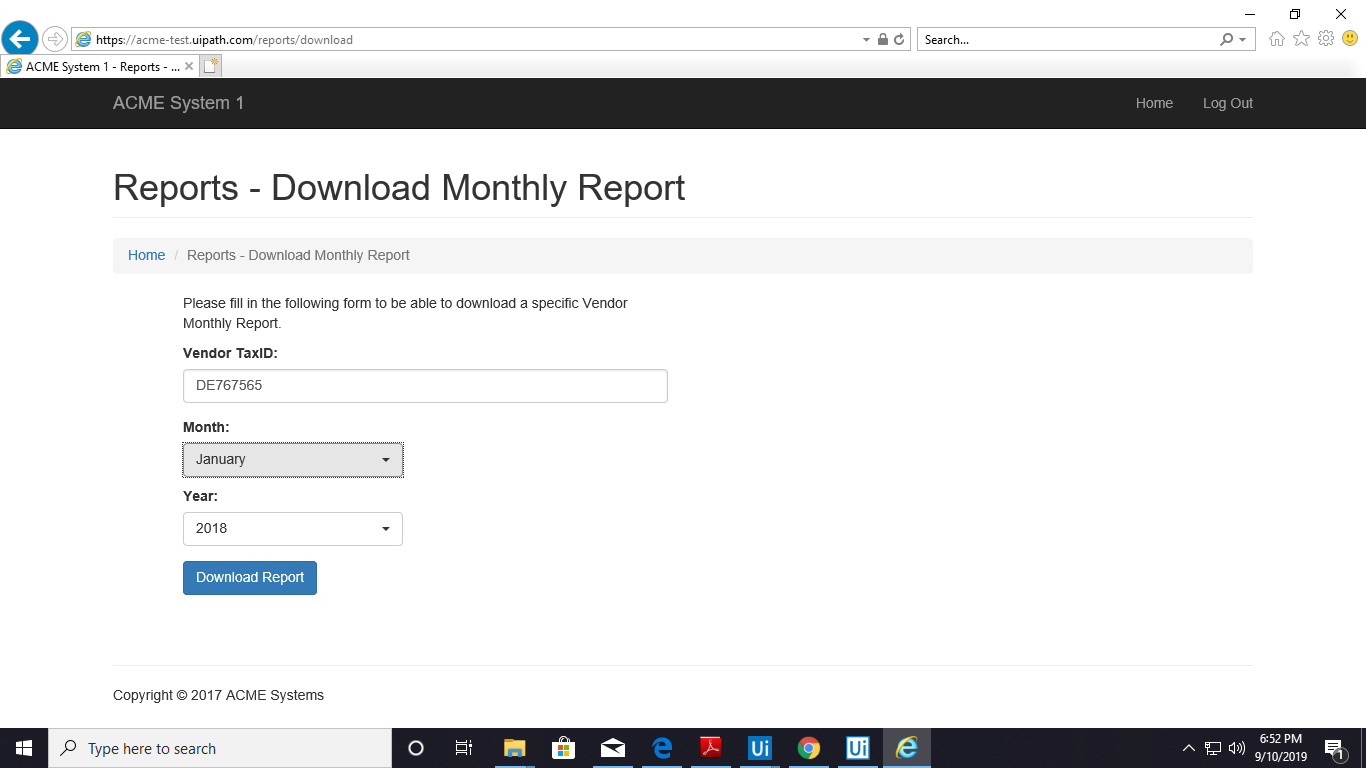 https://acme-test.uipath.com/reports/download
Search...
ACME System 1 - Reports - ...
ACME System 1
Home
Log Out
Reports - Download Monthly Report
Home / Reports - Download Monthly Report
Please fill in the following form to be able to download a specific Vendor
Monthly Report.
Vendor TaxID:
DE767565
Month:
January
Year:
2018
Download Report
Copyright © 2017 ACME Systems
Type here to search
Ui
Ui
6:52 PM
9/10/2019
1